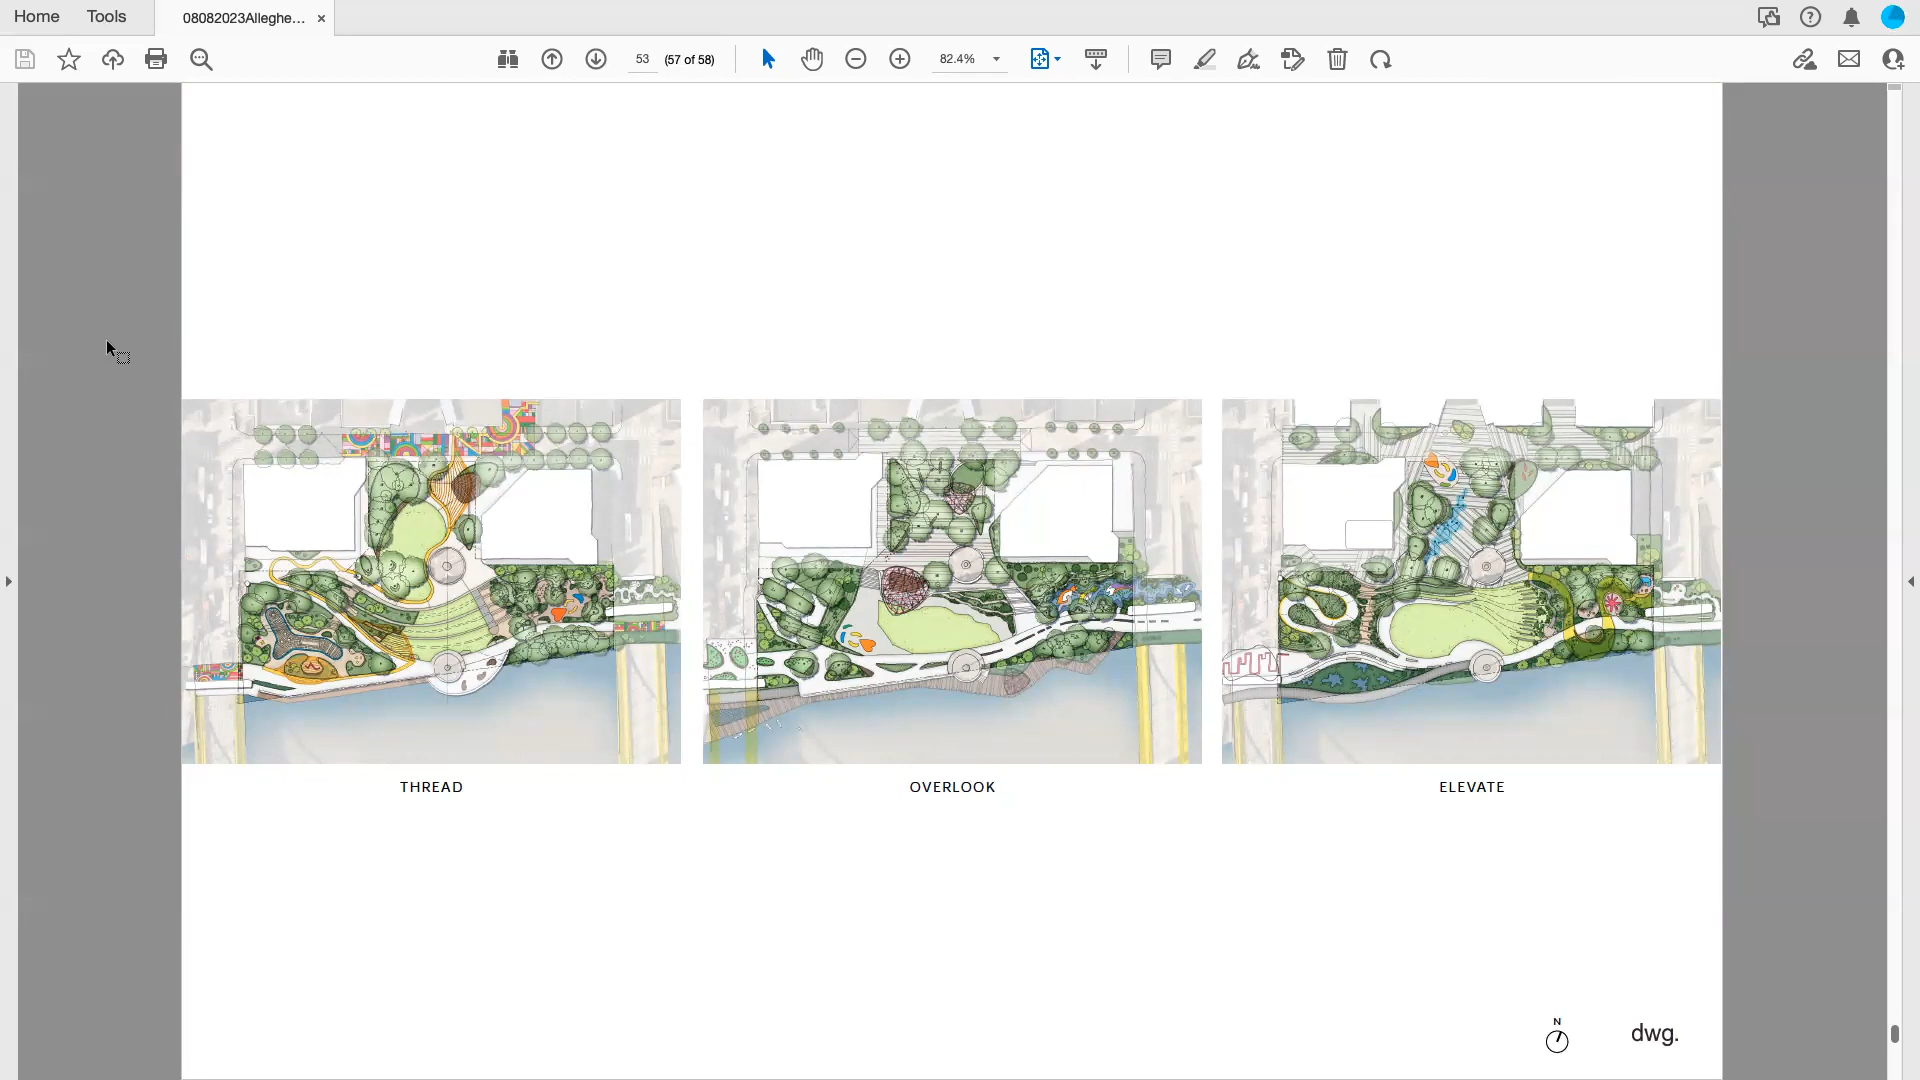 Home Tools 08082023Alleghe... ×
53 (57 of 58) 82.4%
THREAD OVERLOOK ELEVATE
N
dwg.